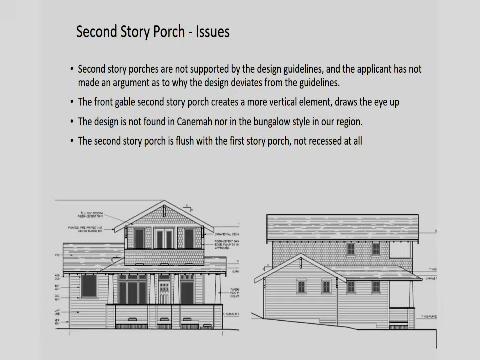 Second Story Porch - Issues
• Second story porches are not supported by the design guidelines, and the applicant has not
made an argument as to why the design deviates from the guidelines.
• The front gable second story porch creates a more vertical element, draws the eye up
• The design is not found in Canemah nor in the bungalow style in our region.
• The second story porch is flush with the first story porch, not recessed at all